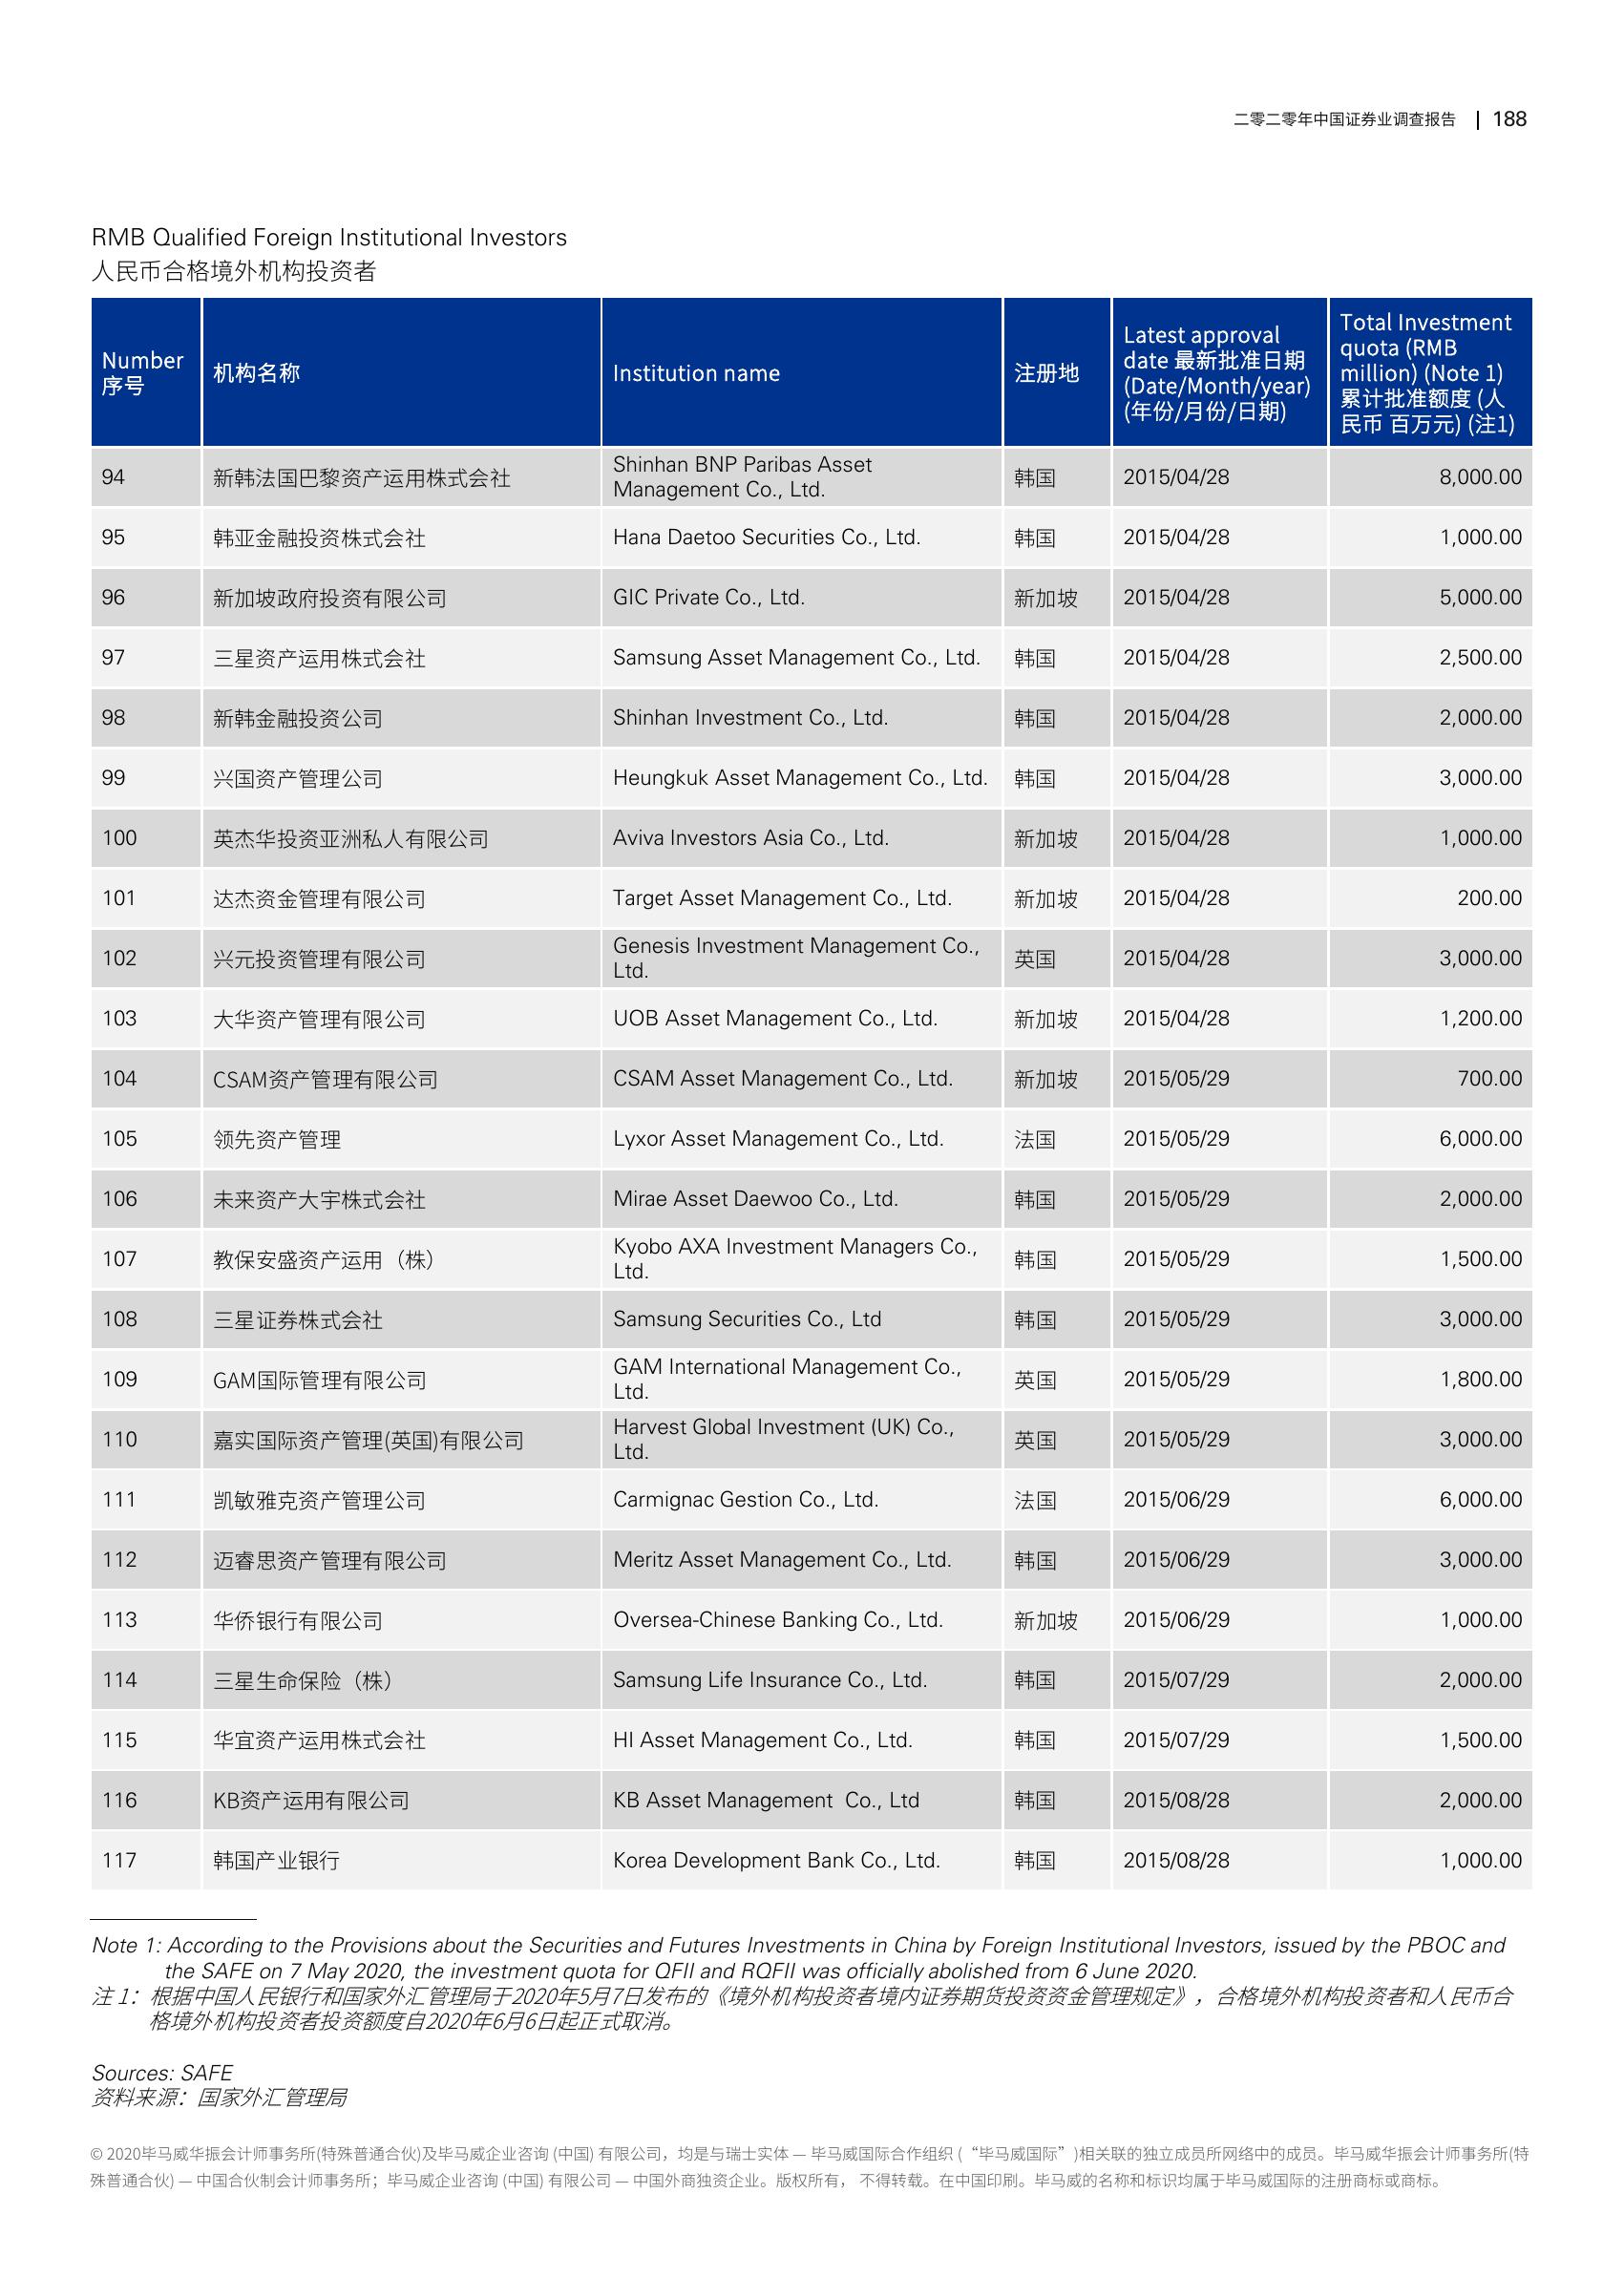 二零二零年中国证券业调查报告 | 188
RMB Qualified Foreign Institutional Investors
人民币合格境外机构投资者
Number
序号
机构名称
Institution name
注册地
Latest approval
date 最新批准日期
(Date/Month/year)
(年份/月份/日期)
Total Investment
quota (RMB
million) (Note 1)
累计批准额度 (人
民币 百万元) (注1)
94 新韩法国巴黎资产运用株式会社 Shinhan BNP Paribas Asset
Management Co., Ltd. 韩国 2015/04/28 8,000.00
95 韩亚金融投资株式会社 Hana Daetoo Securities Co., Ltd. 韩国 2015/04/28 1,000.00
96 新加坡政府投资有限公司 GIC Private Co., Ltd. 新加坡 2015/04/28 5,000.00
97 三星资产运用株式会社 Samsung Asset Management Co., Ltd. 韩国 2015/04/28 2,500.00
98 新韩金融投资公司 Shinhan Investment Co., Ltd. 韩国 2015/04/28 2,000.00
99 兴国资产管理公司 Heungkuk Asset Management Co., Ltd. 韩国 2015/04/28 3,000.00
100 英杰华投资亚洲私人有限公司 Aviva Investors Asia Co., Ltd. 新加坡 2015/04/28 1,000.00
101 达杰资金管理有限公司 Target Asset Management Co., Ltd. 新加坡 2015/04/28 200.00
102 兴元投资管理有限公司 Genesis Investment Management Co.,
Ltd. 英国 2015/04/28 3,000.00
103 大华资产管理有限公司 UOB Asset Management Co., Ltd. 新加坡 2015/04/28 1,200.00
104 CSAM资产管理有限公司 CSAM Asset Management Co., Ltd. 新加坡 2015/05/29 700.00
105 领先资产管理 Lyxor Asset Management Co., Ltd. 法国 2015/05/29 6,000.00
106 未来资产大宇株式会社 Mirae Asset Daewoo Co., Ltd. 韩国 2015/05/29 2,000.00
107 教保安盛资产运用（株） Kyobo AXA Investment Managers Co.,
Ltd. 韩国 2015/05/29 1,500.00
108 三星证券株式会社 Samsung Securities Co., Ltd 韩国 2015/05/29 3,000.00
109 GAM国际管理有限公司 GAM International Management Co.,
Ltd. 英国 2015/05/29 1,800.00
110 嘉实国际资产管理(英国)有限公司 Harvest Global Investment (UK) Co.,
Ltd. 英国 2015/05/29 3,000.00
111 凯敏雅克资产管理公司 Carmignac Gestion Co., Ltd. 法国 2015/06/29 6,000.00
112 迈睿思资产管理有限公司 Meritz Asset Management Co., Ltd. 韩国 2015/06/29 3,000.00
113 华侨银行有限公司 Oversea-Chinese Banking Co., Ltd. 新加坡 2015/06/29 1,000.00
114 三星生命保险（株） Samsung Life Insurance Co., Ltd. 韩国 2015/07/29 2,000.00
115 华宜资产运用株式会社 HI Asset Management Co., Ltd. 韩国 2015/07/29 1,500.00
116 KB资产运用有限公司 KB Asset Management  Co., Ltd 韩国 2015/08/28 2,000.00
117 韩国产业银行 Korea Development Bank Co., Ltd. 韩国 2015/08/28 1,000.00
Note 1: According to the Provisions about the Securities and Futures Investments in China by Foreign Institutional Investors, issued by the PBOC and
the SAFE on 7 May 2020, the investment quota for QFII and RQFII was officially abolished from 6 June 2020.
注 1：根据中国人民银行和国家外汇管理局于2020年5月7日发布的《境外机构投资者境内证券期货投资资金管理规定》，合格境外机构投资者和人民币合
格境外机构投资者投资额度自2020年6月6日起正式取消。
Sources: SAFE
资料来源：国家外汇管理局
© 2020毕马威华振会计师事务所(特殊普通合伙)及毕马威企业咨询 (中国) 有限公司，均是与瑞士实体 — 毕马威国际合作组织 (“毕马威国际”)相关联的独立成员所网络中的成员。毕马威华振会计师事务所(特
殊普通合伙) — 中国合伙制会计师事务所；毕马威企业咨询 (中国) 有限公司 — 中国外商独资企业。版权所有， 不得转载。在中国印刷。毕马威的名称和标识均属于毕马威国际的注册商标或商标。